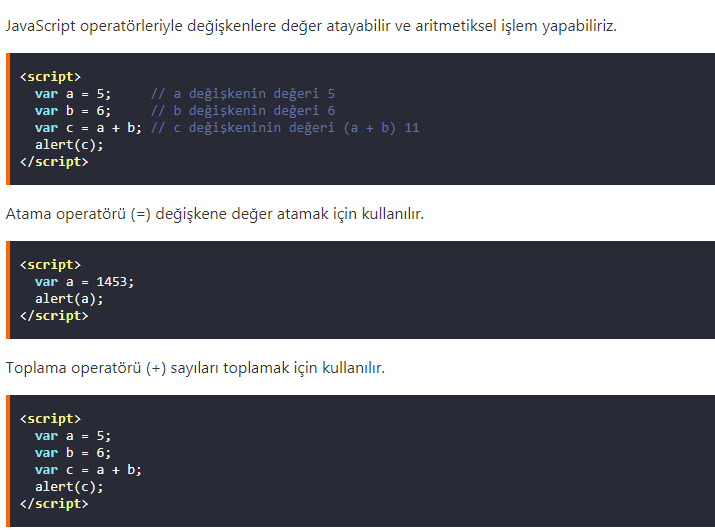 JavaScript operatörleriyle değişkenlere değer atayabilir ve aritmetiksel işlem yapabiliriz.
<script>
  var a = 5;     // a değişkenin değeri 5
  var b = 6;     // b değişkenin değeri 6
  var c = a + b; // c değişkeninin değeri (a + b) 11
  alert(c);
</script>
Atama operatörü (=) değişkene değer atamak için kullanılır.
<script>
  var a = 1453;
  alert(a);
</script>
Toplama operatörü (+) sayıları toplamak için kullanılır.
<script>
  var a = 5;
  var b = 6;
  var c = a + b;
  alert(c);
</script>